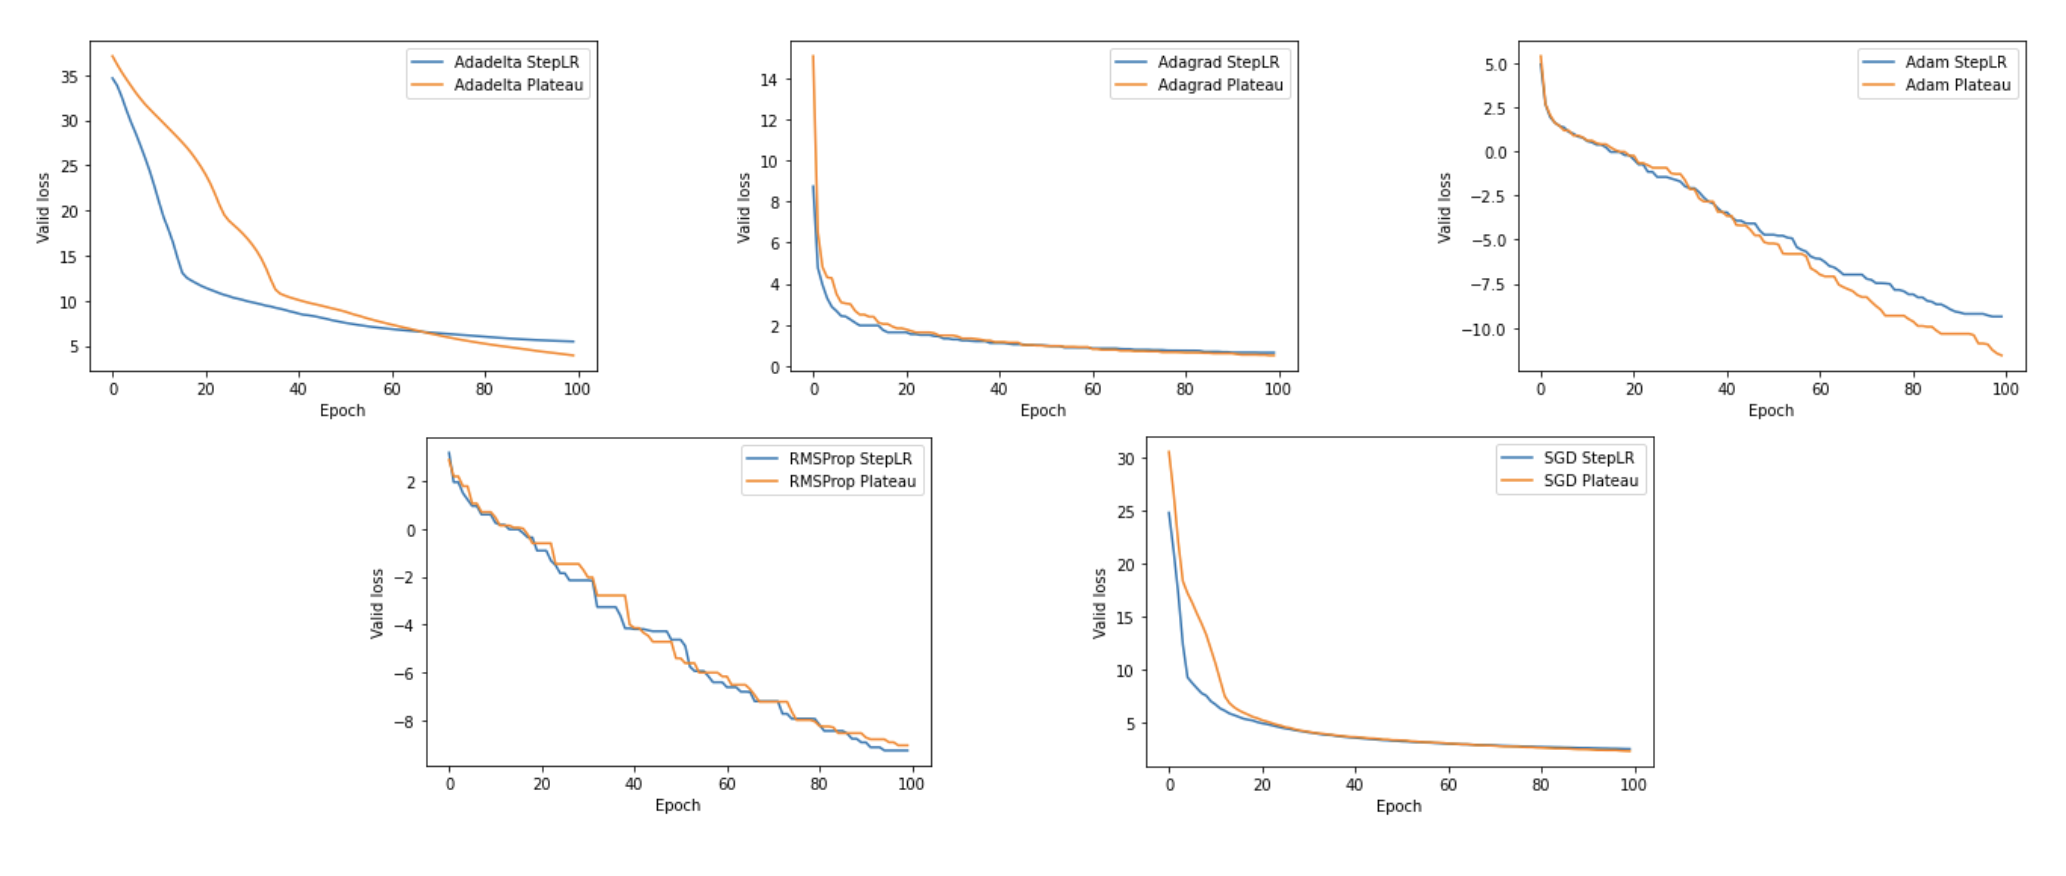 Adadelta StepLR
Adadelta Plateau
35
30
25
20
15
10
5
Valid loss
0 20 40 60 80 100
Epoch
Adagrad StepLR
Adagrad Plateau
14
12
10
8
6
4
2
0
Valid loss
0 20 40 60 80 100
Epoch
Adam StepLR
Adam Plateau
5.0
2.5
0.0
−2.5
−5.0
−7.5
−10.0
Valid loss
0 20 40 60 80 100
Epoch
RMSProp StepLR
RMSProp Plateau
2
0
−2
−4
−6
−8
Valid loss
0 20 40 60 80 100
Epoch
SGD StepLR
SGD Plateau
30
25
20
15
10
5
Valid loss
0 20 40 60 80 100
Epoch